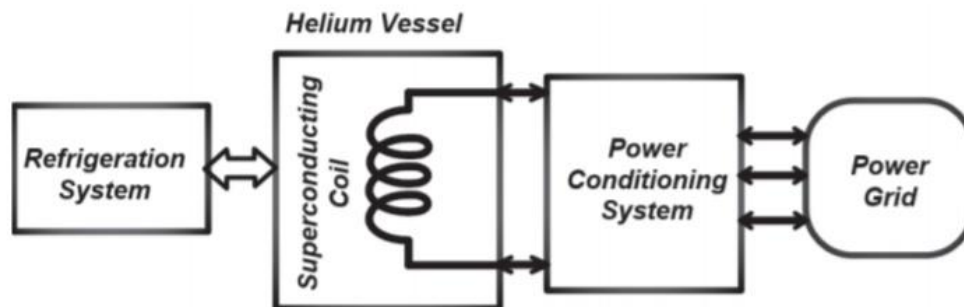 Helium Vessel
Refrigeration
System
Superconducting
Coil
Power
Conditioning
System
Power
Grid